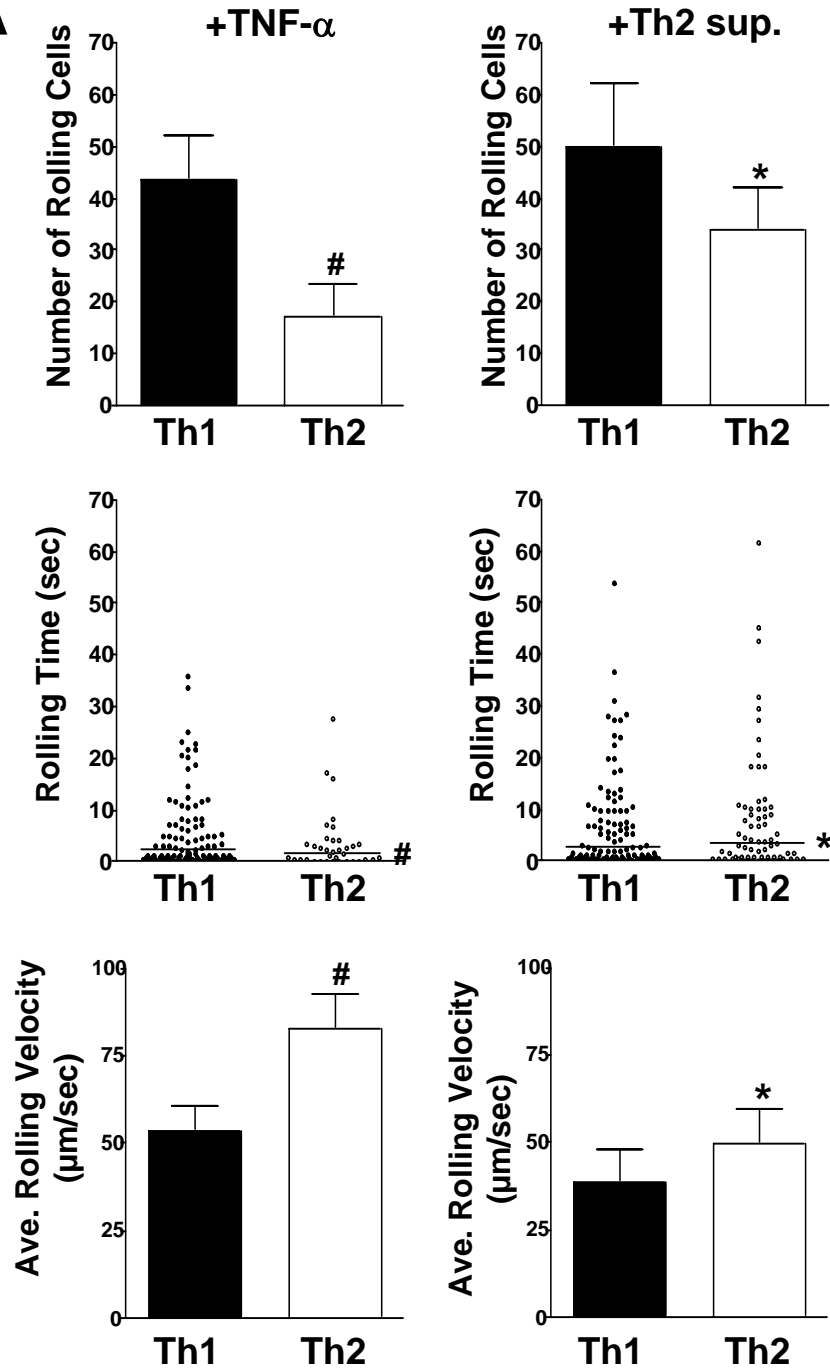 A
+TNF-α
+Th2 sup.
Number of Rolling Cells
70
60
50
40
30
20
10
0
#
Th1 Th2
Number of Rolling Cells
70
60
50
40
30
20
10
0
*
Th1 Th2
Rolling Time (sec)
70
60
50
40
30
20
10
0
#
Th1 Th2
Rolling Time (sec)
70
60
50
40
30
20
10
0
*
Th1 Th2
Ave. Rolling Velocity
(µm/sec)
100
75
50
25
0
#
Th1 Th2
Ave. Rolling Velocity
(µm/sec)
100
75
50
25
0
*
Th1 Th2